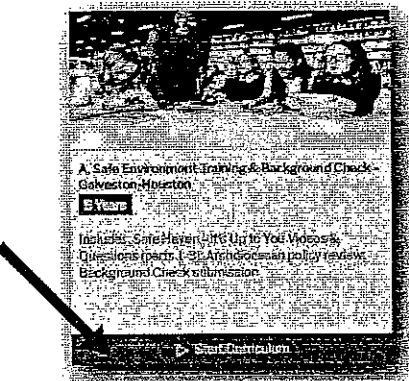 A. Safe Environment Training & Background Check -
Galveston-Houston
5 Years
Includes Safe Haven - It's Up to You Videos &
Questions (parts 1-3), Archdiocesan policy review,
Background Check submission
Start Curriculum